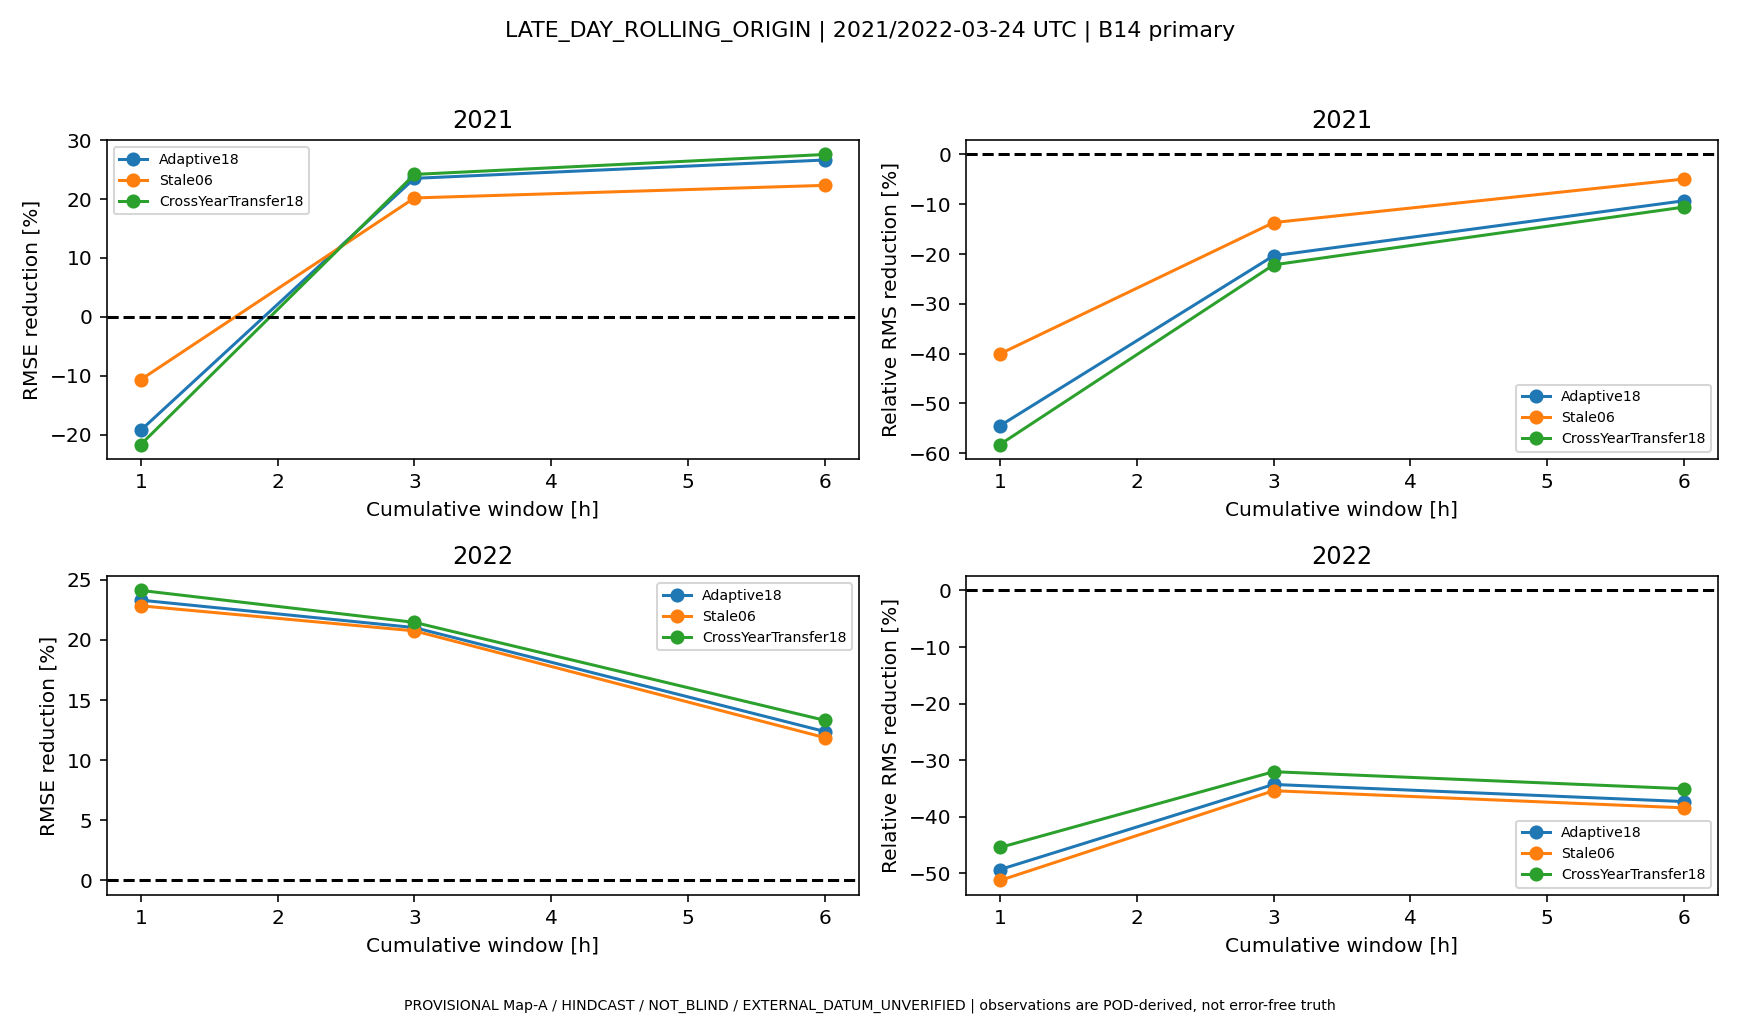 LATE_DAY_ROLLING_ORIGIN | 2021/2022-03-24 UTC | B14 primary
2021
RMSE reduction [%]
30
20
10
0
−10
−20
Adaptive18
Stale06
CrossYearTransfer18
1 2 3 4 5 6
Cumulative window [h]
2021
Relative RMS reduction [%]
0
−10
−20
−30
−40
−50
−60
Adaptive18
Stale06
CrossYearTransfer18
1 2 3 4 5 6
Cumulative window [h]
2022
RMSE reduction [%]
25
20
15
10
5
0
Adaptive18
Stale06
CrossYearTransfer18
1 2 3 4 5 6
Cumulative window [h]
2022
Relative RMS reduction [%]
0
−10
−20
−30
−40
−50
Adaptive18
Stale06
CrossYearTransfer18
1 2 3 4 5 6
Cumulative window [h]
PROVISIONAL Map-A / HINDCAST / NOT_BLIND / EXTERNAL_DATUM_UNVERIFIED | observations are POD-derived, not error-free truth